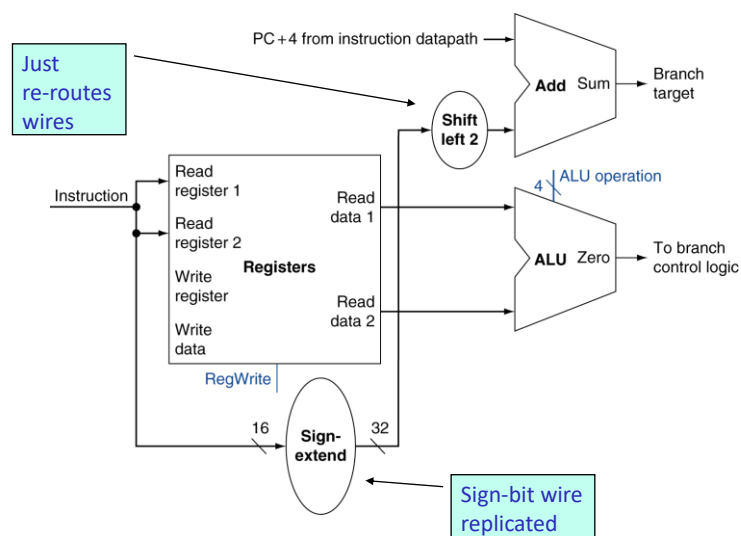 Just
re-routes
wires
PC+4 from instruction datapath
Add Sum
Branch
target
Shift
left 2
Instruction
Read
register 1
Read
register 2
Write
register
Write
data
Registers
Read
data 1
Read
data 2
RegWrite
4
ALU operation
ALU Zero
To branch
control logic
16
Sign-
extend
32
Sign-bit wire
replicated